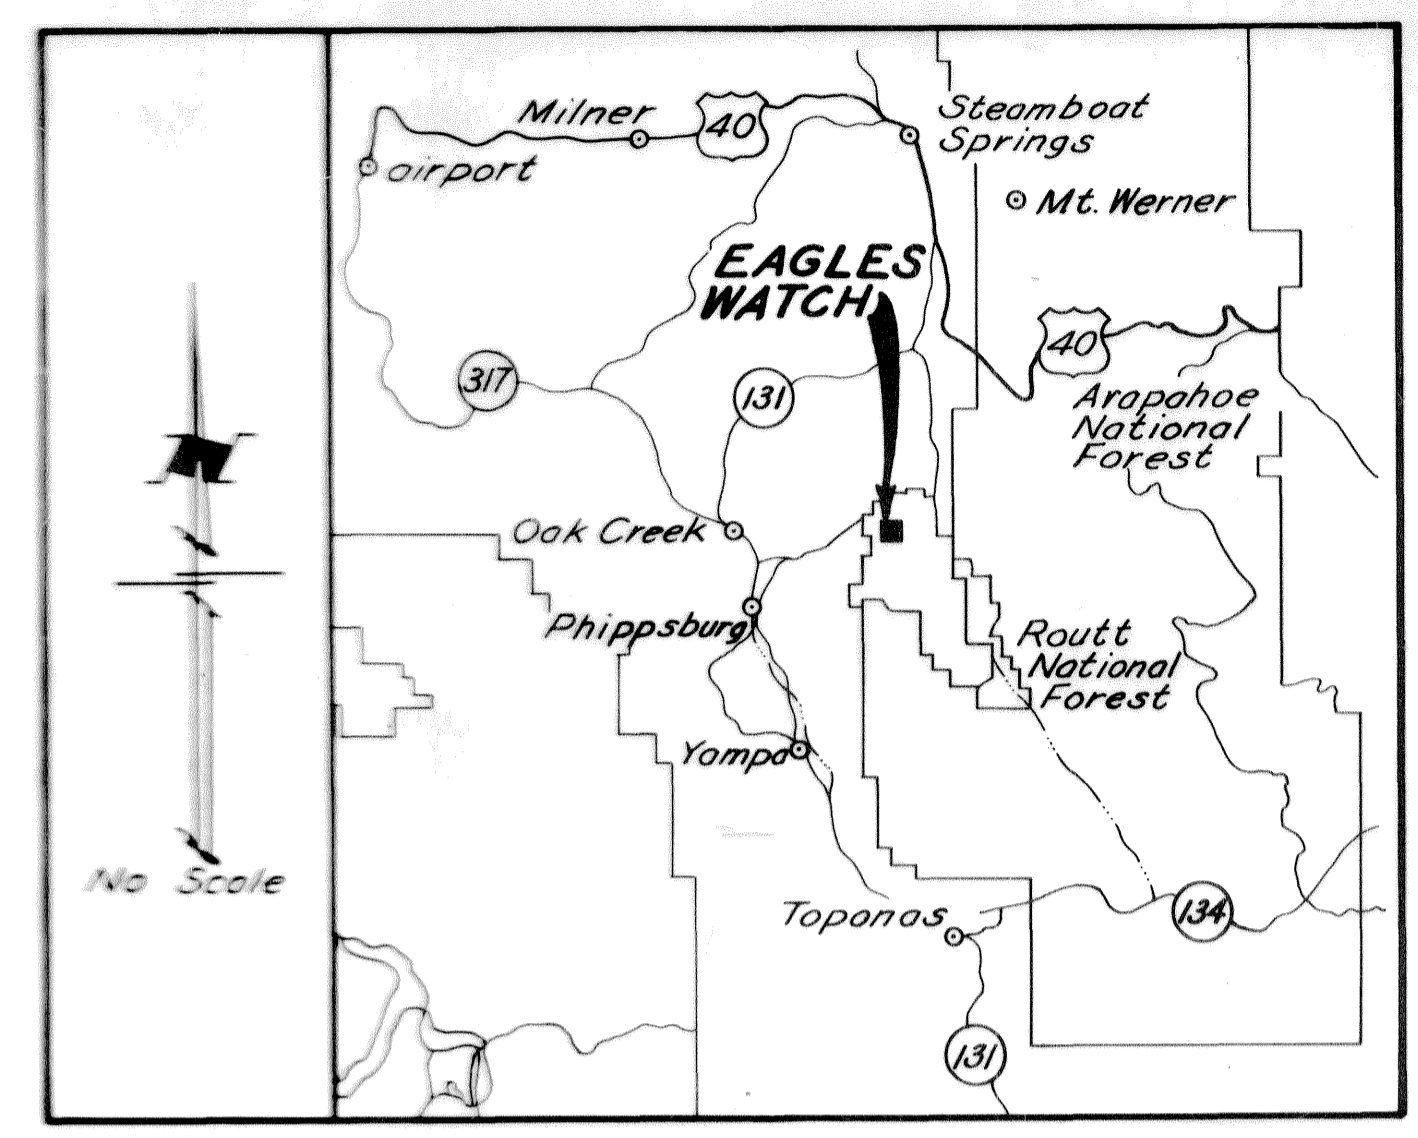 Milner
40
Steamboat
Springs
airport
Mt. Werner
EAGLES
WATCH
40
317
131
Arapahoe
National
Forest
Oak Creek
Phippsburg
Routt
National
Forest
Yampa
No Scale
Toponas
134
131